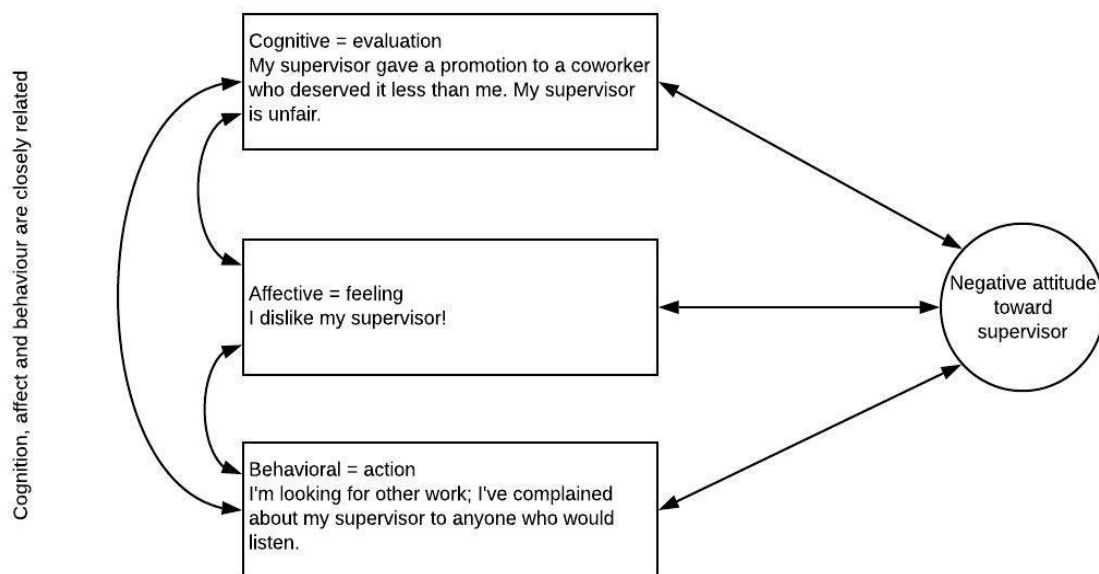 Cognition, affect and behaviour are closely related
Cognitive = evaluation
My supervisor gave a promotion to a coworker
who deserved it less than me. My supervisor
is unfair.
Affective = feeling
I dislike my supervisor!
Behavioral = action
I'm looking for other work; I've complained
about my supervisor to anyone who would
listen.
Negative attitude
toward
supervisor